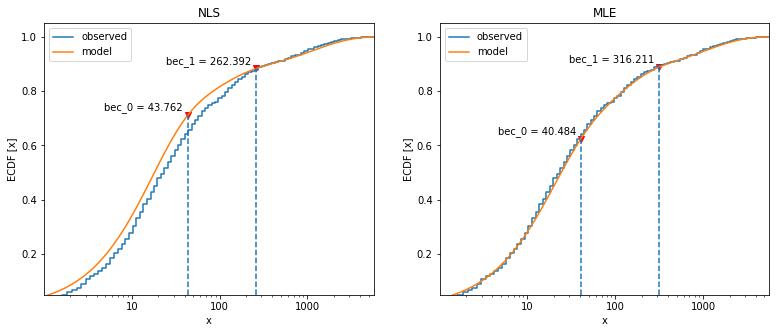 NLS
observed
model
bec_1 = 262.392
bec_0 = 43.762
ECDF [x]
1.0
0.8
0.6
0.4
0.2
10
100
1000
x
MLE
observed
model
bec_1 = 316.211
bec_0 = 40.484
ECDF [x]
1.0
0.8
0.6
0.4
0.2
10
100
1000
x